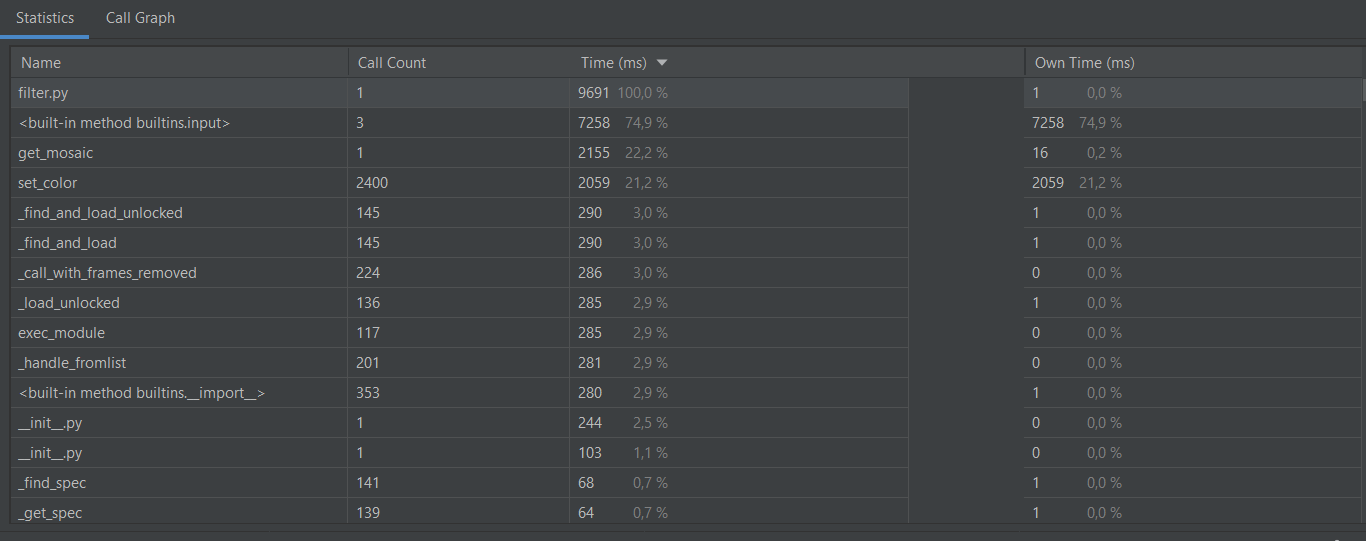 Statistics Call Graph
Name Call Count Time (ms) Own Time (ms)
filter.py 1 9691 100,0 % 1 0,0 %
<built-in method builtins.input> 3 7258 74,9 % 7258 74,9 %
get_mosaic 1 2155 22,2 % 16 0,2 %
set_color 2400 2059 21,2 % 2059 21,2 %
_find_and_load_unlocked 145 290 3,0 % 1 0,0 %
_find_and_load 145 290 3,0 % 1 0,0 %
_call_with_frames_removed 224 286 3,0 % 0 0,0 %
_load_unlocked 136 285 2,9 % 1 0,0 %
exec_module 117 285 2,9 % 0 0,0 %
_handle_fromlist 201 281 2,9 % 0 0,0 %
<built-in method builtins.__import__> 353 280 2,9 % 1 0,0 %
__init__.py 1 244 2,5 % 0 0,0 %
__init__.py 1 103 1,1 % 0 0,0 %
_find_spec 141 68 0,7 % 1 0,0 %
_get_spec 139 64 0,7 % 1 0,0 %